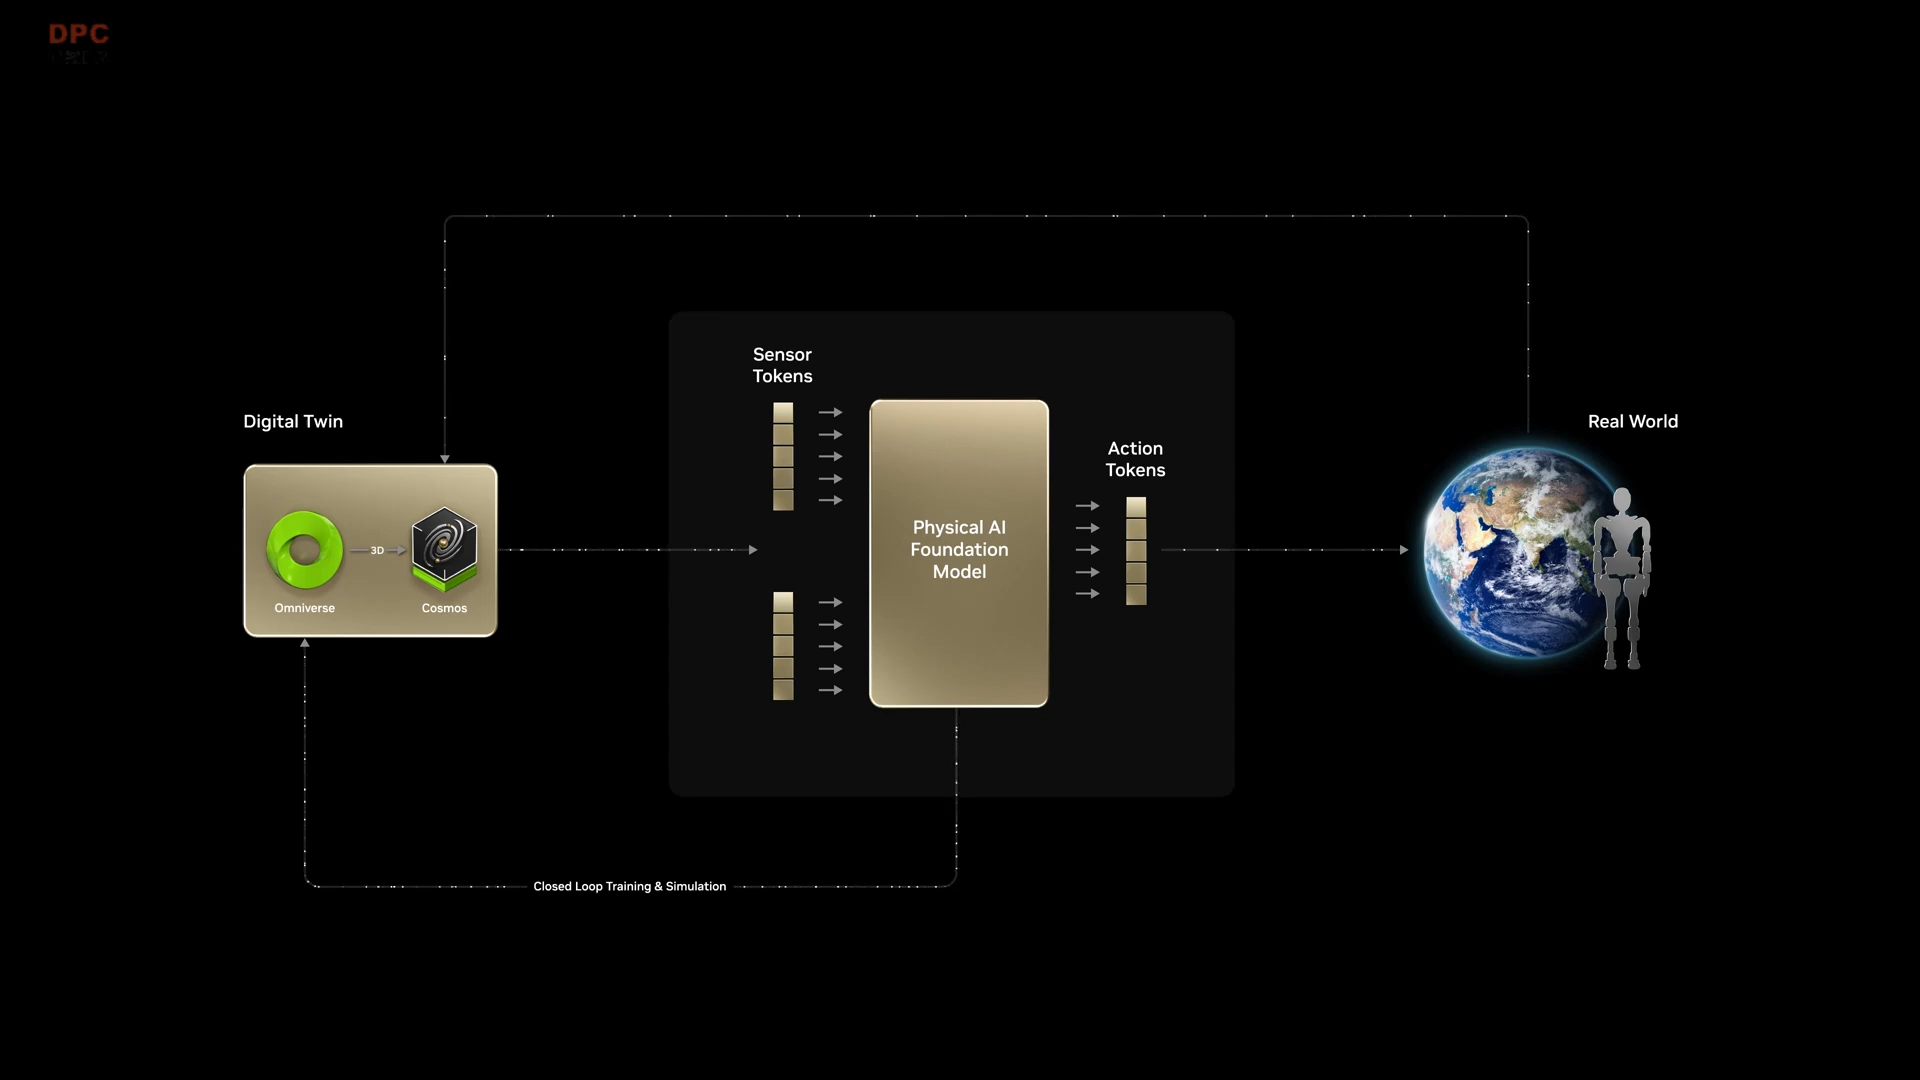 DPC
Sensor
Tokens
Digital Twin
Real World
Action
Tokens
Physical AI
Foundation
Model
3D
Omniverse
Cosmos
Closed Loop Training & Simulation